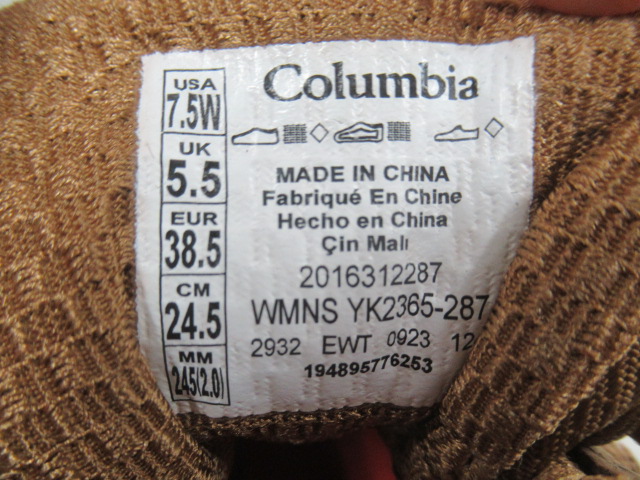 USA
7.5W
UK
5.5
EUR
38.5
CM
24.5
MM
245(2.0)
Columbia
MADE IN CHINA
Fabriqué En Chine
Hecho en China
Çin Malı
2016312287
WMNS YK2365-287
2932 EWT 0923 12
194895776253